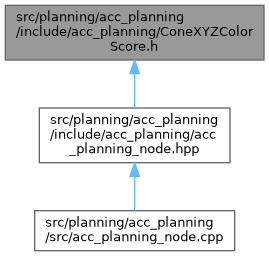 src/planning/acc_planning
/include/acc_planning/ConeXYZColor
Score.h
src/planning/acc_planning
/include/acc_planning/acc
_planning_node.hpp
src/planning/acc_planning
/src/acc_planning_node.cpp